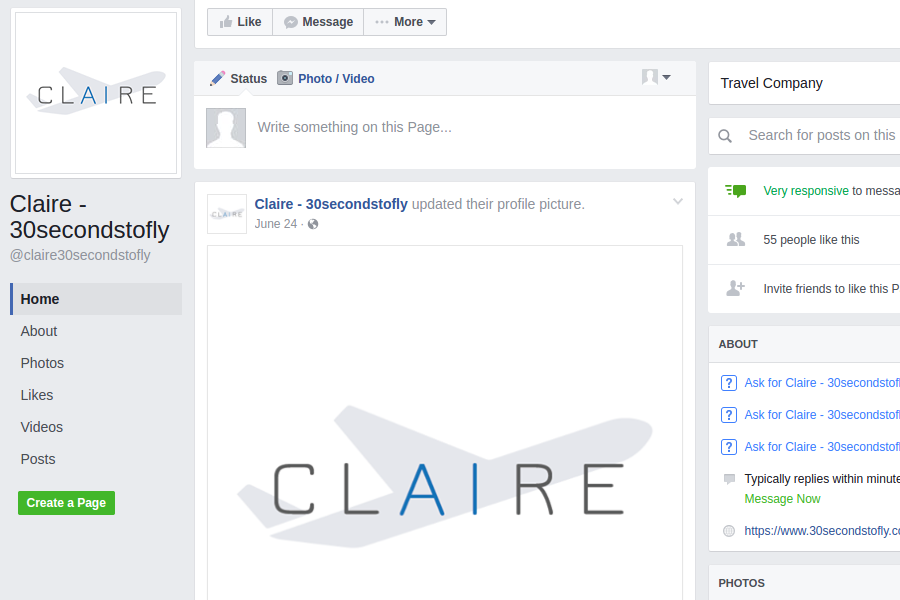 CLAIRE
Claire -
30secondstofly
@claire30secondstofly
Home
About
Photos
Likes
Videos
Posts
Create a Page
Like
Message
More
Status
Photo / Video
Write something on this Page...
CLAIRE
Claire - 30secondstofly updated their profile picture.
June 24 ·
CLAIRE
Travel Company
Search for posts on this
Very responsive to messa
55 people like this
Invite friends to like this P
ABOUT
Ask for Claire - 30secondstofl
Ask for Claire - 30secondstofl
Ask for Claire - 30secondstofl
Typically replies within minute
Message Now
https://www.30secondstofly.co
PHOTOS